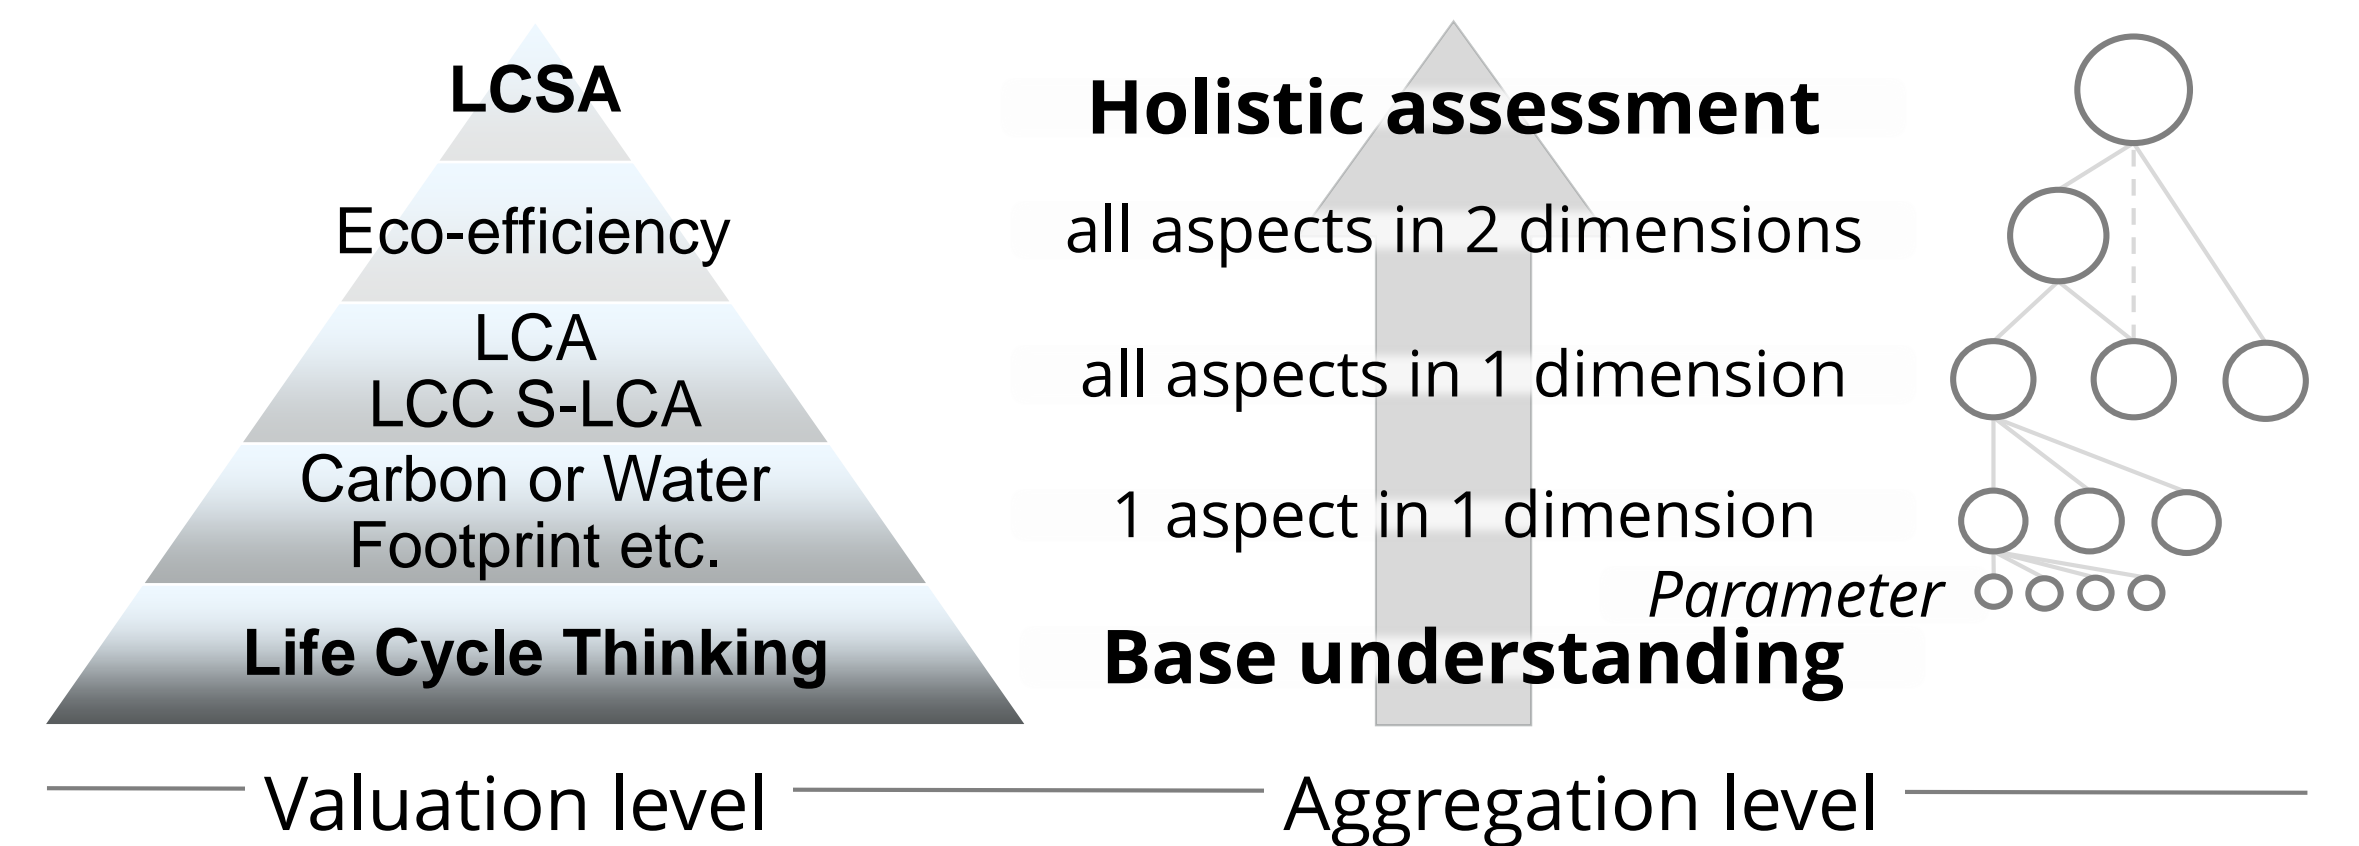 LCSA
Eco-efficiency
LCA
LCC S-LCA
Carbon or Water
Footprint etc.
Life Cycle Thinking
Valuation level
Holistic assessment
all aspects in 2 dimensions
all aspects in 1 dimension
1 aspect in 1 dimension
Parameter
Base understanding
Aggregation level